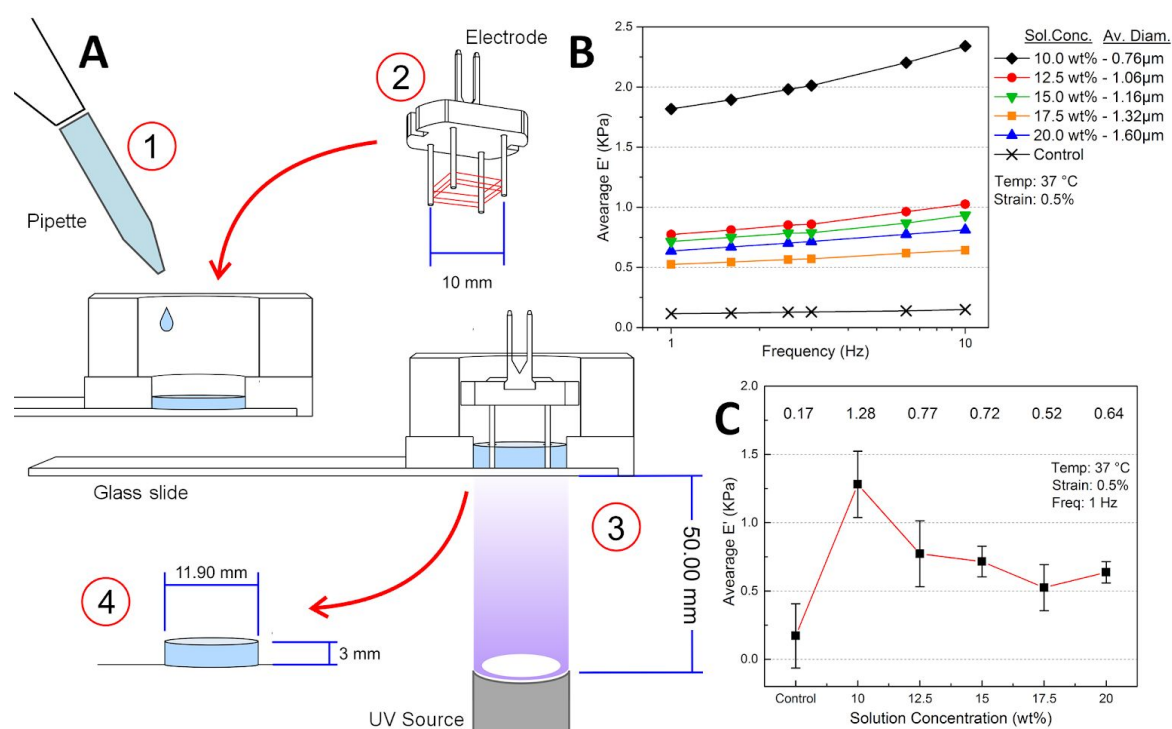 A
1
Pipette
2
Electrode
10 mm
Glass slide
3
50.00 mm
UV Source
4
11.90 mm
3 mm
B
Avearage E' (KPa)
2.5
2.0
1.5
1.0
0.5
0.0
1
10
Frequency (Hz)
Sol.Conc. Av. Diam.
10.0 wt% - 0.76µm
12.5 wt% - 1.06µm
15.0 wt% - 1.16µm
17.5 wt% - 1.32µm
20.0 wt% - 1.60µm
Control
Temp: 37 °C
Strain: 0.5%
C
Avearage E' (KPa)
2.0
1.5
1.0
0.5
0.0
0.17 1.28 0.77 0.72 0.52 0.64
Temp: 37 °C
Strain: 0.5%
Freq: 1 Hz
Control 10 12.5 15 17.5 20
Solution Concentration (wt%)